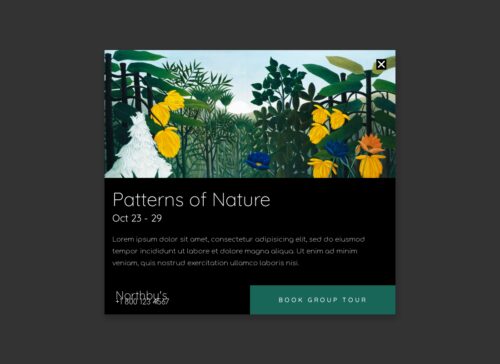 Patterns of Nature
Oct 23 - 29
Lorem ipsum dolor sit amet, consectetur adipisicing elit, sed do eiusmod
tempor incididunt ut labore et dolore magna aliqua. Ut enim ad minim
veniam, quis nostrud exercitation ullamco laboris nisi.
Northby's
+1 800 123 4567
BOOK GROUP TOUR